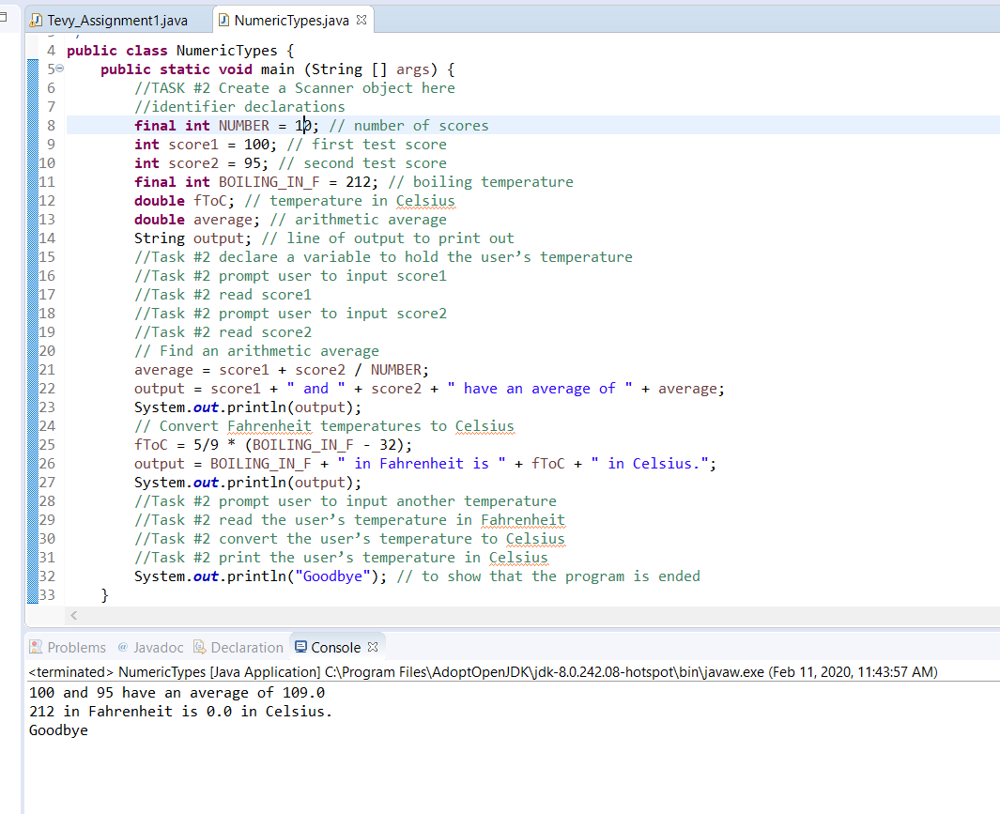 Tevy_Assignment1.java NumericTypes.java
4 public class NumericTypes {
5 public static void main (String [] args) {
6 //TASK #2 Create a Scanner object here
7 //identifier declarations
8 final int NUMBER = 10; // number of scores
9 int score1 = 100; // first test score
10 int score2 = 95; // second test score
11 final int BOILING_IN_F = 212; // boiling temperature
12 double fToC; // temperature in Celsius
13 double average; // arithmetic average
14 String output; // line of output to print out
15 //Task #2 declare a variable to hold the user’s temperature
16 //Task #2 prompt user to input score1
17 //Task #2 read score1
18 //Task #2 prompt user to input score2
19 //Task #2 read score2
20 // Find an arithmetic average
21 average = score1 + score2 / NUMBER;
22 output = score1 + " and " + score2 + " have an average of " + average;
23 System.out.println(output);
24 // Convert Fahrenheit temperatures to Celsius
25 fToC = 5/9 * (BOILING_IN_F - 32);
26 output = BOILING_IN_F + " in Fahrenheit is " + fToC + " in Celsius.";
27 System.out.println(output);
28 //Task #2 prompt user to input another temperature
29 //Task #2 read the user’s temperature in Fahrenheit
30 //Task #2 convert the user’s temperature to Celsius
31 //Task #2 print the user’s temperature in Celsius
32 System.out.println("Goodbye"); // to show that the program is ended
33 }
Problems @ Javadoc Declaration Console
<terminated> NumericTypes [Java Application] C:\Program Files\AdoptOpenJDK\jdk-8.0.242.08-hotspot\bin\javaw.exe (Feb 11, 2020, 11:43:57 AM)
100 and 95 have an average of 109.0
212 in Fahrenheit is 0.0 in Celsius.
Goodbye